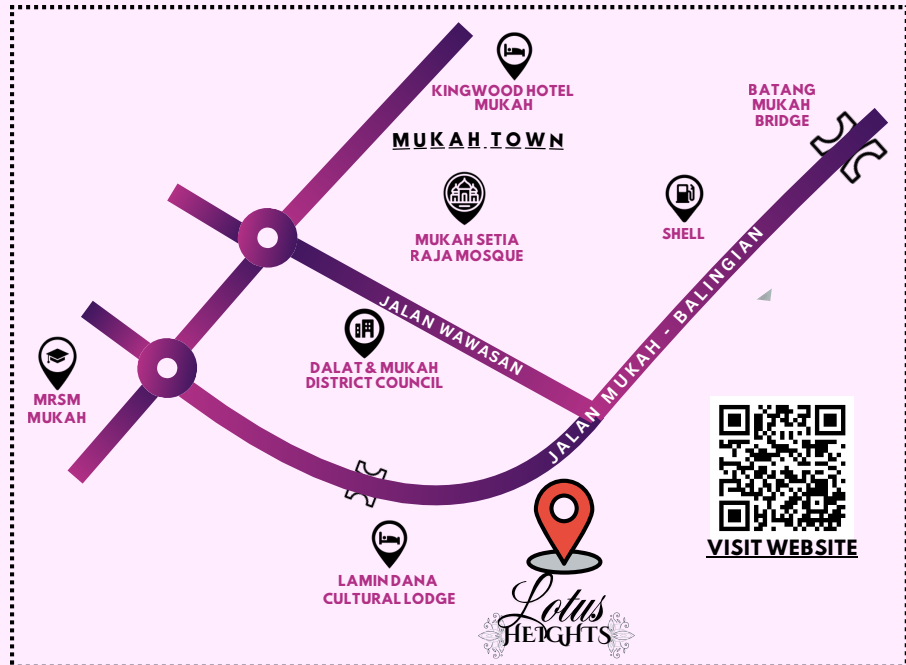 KINGWOOD HOTEL
MUKAH
BATANG
MUKAH
BRIDGE
MUKAH TOWN
MUKAH SETIA
RAJA MOSQUE
SHELL
JALAN WAWASAN
JALAN MUKAH - BALINGIAN
DALAT & MUKAH
DISTRICT COUNCIL
MRSM
MUKAH
LAMIN DANA
CULTURAL LODGE
VISIT WEBSITE
Lotus
HEIGHTS